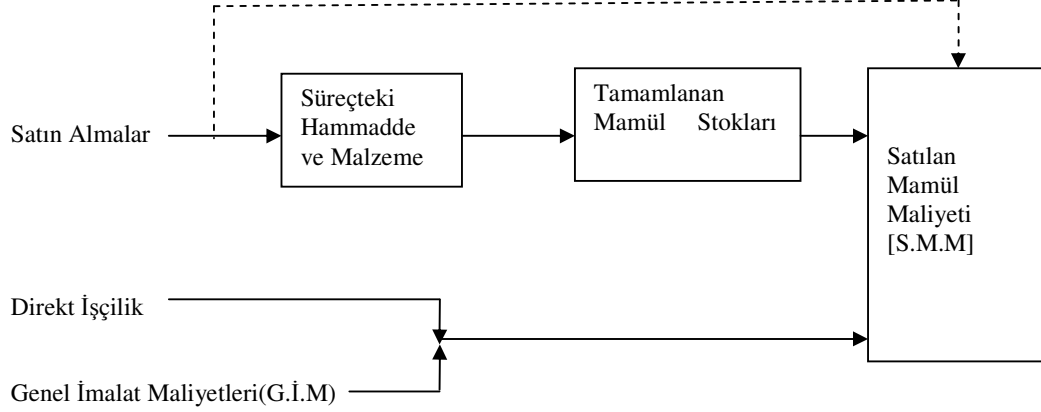 Satın Almalar
Süreçteki
Hammadde
ve Malzeme
Tamamlanan
Mamül Stokları
Satılan
Mamül
Maliyeti
[S.M.M]
Direkt İşçilik
Genel İmalat Maliyetleri(G.İ.M)